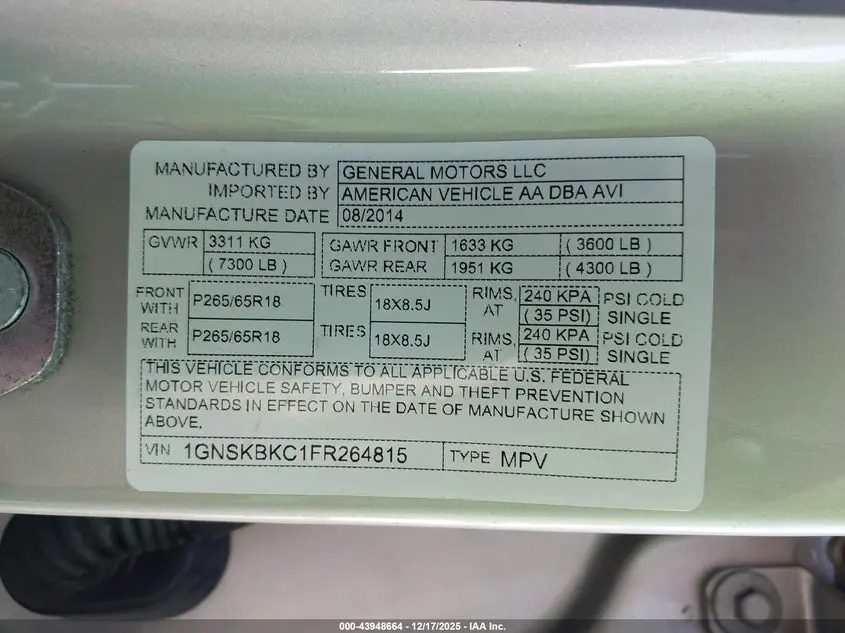 MANUFACTURED BY GENERAL MOTORS LLC
IMPORTED BY AMERICAN VEHICLE AA DBA AVI
MANUFACTURE DATE 08/2014
GVWR 3311 KG GAWR FRONT 1633 KG ( 3600 LB )
( 7300 LB ) GAWR REAR 1951 KG ( 4300 LB )
FRONT WITH P265/65R18 TIRES 18X8.5J RIMS, AT 240 KPA ( 35 PSI) PSI COLD SINGLE
REAR WITH P265/65R18 TIRES 18X8.5J RIMS, AT 240 KPA ( 35 PSI) PSI COLD SINGLE
THIS VEHICLE CONFORMS TO ALL APPLICABLE U.S. FEDERAL
MOTOR VEHICLE SAFETY, BUMPER AND THEFT PREVENTION
STANDARDS IN EFFECT ON THE DATE OF MANUFACTURE SHOWN
ABOVE.
VIN 1GNSKBKC1FR264815 TYPE MPV
000-43948664 - 12/17/2025 - IAA Inc.